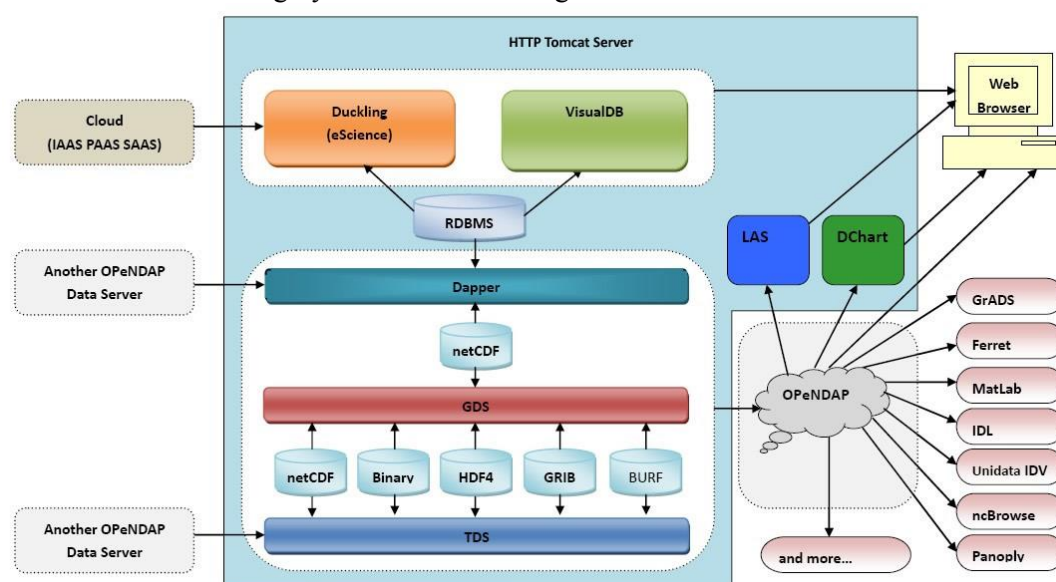 HTTP Tomcat Server
Cloud
(IAAS PAAS SAAS)
Duckling
(eScience)
VisualDB
Web
Browser
RDBMS
LAS
DChart
Another OPeNDAP
Data Server
Dapper
netCDF
GDS
netCDF
Binary
HDF4
GRIB
BURF
Another OPeNDAP
Data Server
TDS
OPeNDAP
GrADS
Ferret
MatLab
IDL
Unidata IDV
ncBrowse
Panoply
and more...